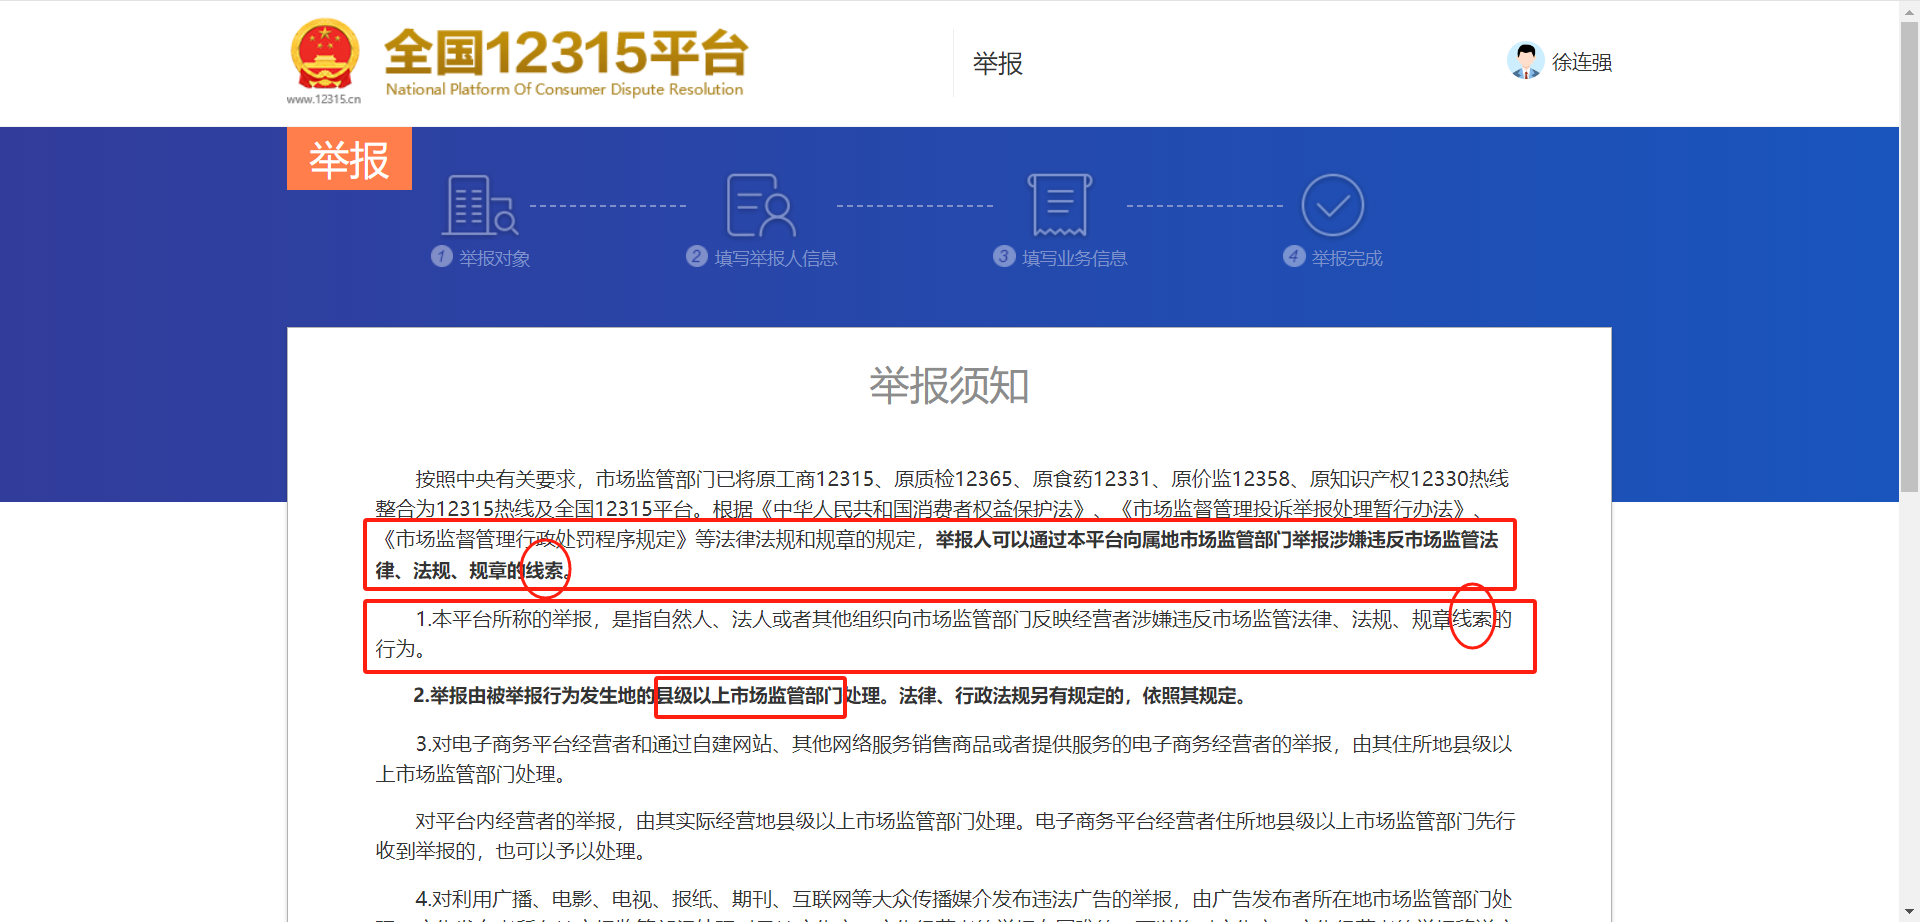 全国12315平台
National Platform Of Consumer Dispute Resolution
www.12315.cn
举报
徐连强
举报
1 举报对象
2 填写举报人信息
3 填写业务信息
4 举报完成
举报须知
按照中央有关要求，市场监管部门已将原工商12315、原质检12365、原食药12331、原价监12358、原知识产权12330热线
整合为12315热线及全国12315平台。根据《中华人民共和国消费者权益保护法》、《市场监督管理投诉举报处理暂行办法》、
《市场监督管理行政处罚程序规定》等法律法规和规章的规定，举报人可以通过本平台向属地市场监管部门举报涉嫌违反市场监管法
律、法规、规章的线索。
1.本平台所称的举报，是指自然人、法人或者其他组织向市场监管部门反映经营者涉嫌违反市场监管法律、法规、规章线索的
行为。
2.举报由被举报行为发生地的县级以上市场监管部门处理。法律、行政法规另有规定的，依照其规定。
3.对电子商务平台经营者和通过自建网站、其他网络服务销售商品或者提供服务的电子商务经营者的举报，由其住所地县级以
上市场监管部门处理。
对平台内经营者的举报，由其实际经营地县级以上市场监管部门处理。电子商务平台经营者住所地县级以上市场监管部门先行
收到举报的，也可以予以处理。
4.对利用广播、电影、电视、报纸、期刊、互联网等大众传播媒介发布违法广告的举报，由广告发布者所在地市场监管部门处